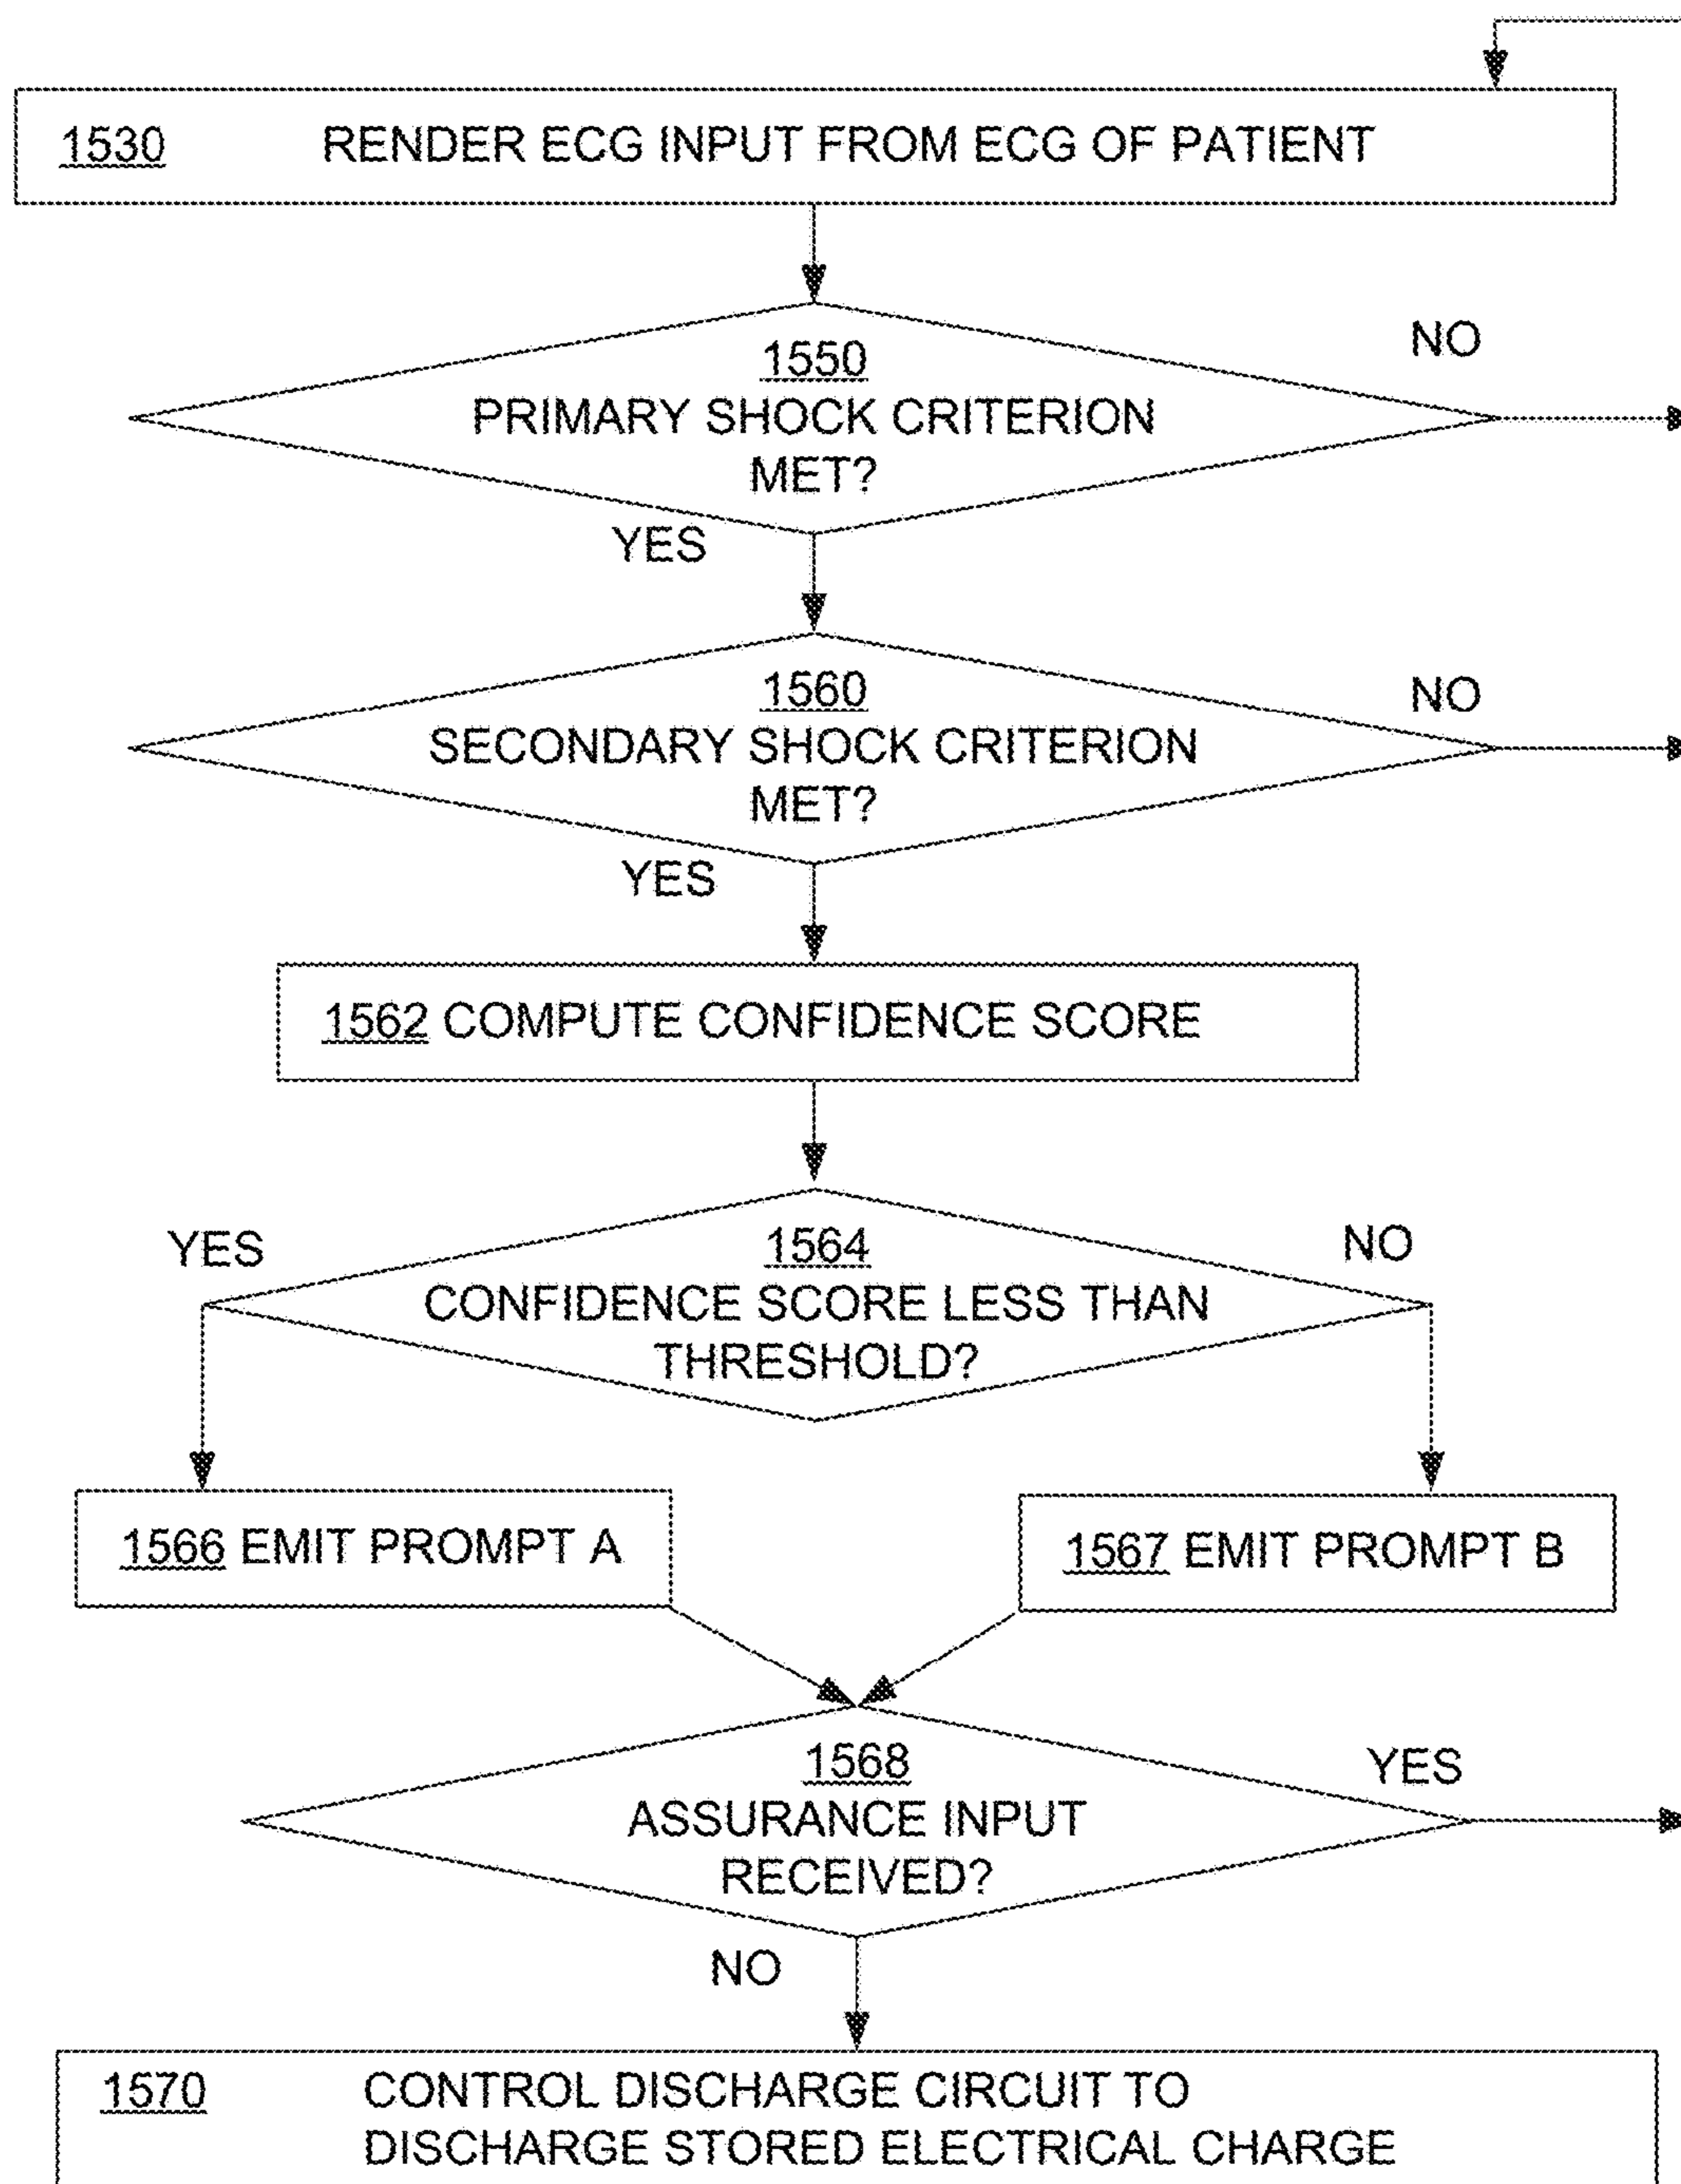 1530 RENDER ECG INPUT FROM ECG OF PATIENT
1550
PRIMARY SHOCK CRITERION
MET?
NO
YES
1560
SECONDARY SHOCK CRITERION
MET?
NO
YES
1562 COMPUTE CONFIDENCE SCORE
YES
1564
CONFIDENCE SCORE LESS THAN
THRESHOLD?
NO
1566 EMIT PROMPT A
1567 EMIT PROMPT B
1568
ASSURANCE INPUT
RECEIVED?
YES
NO
1570 CONTROL DISCHARGE CIRCUIT TO
DISCHARGE STORED ELECTRICAL CHARGE